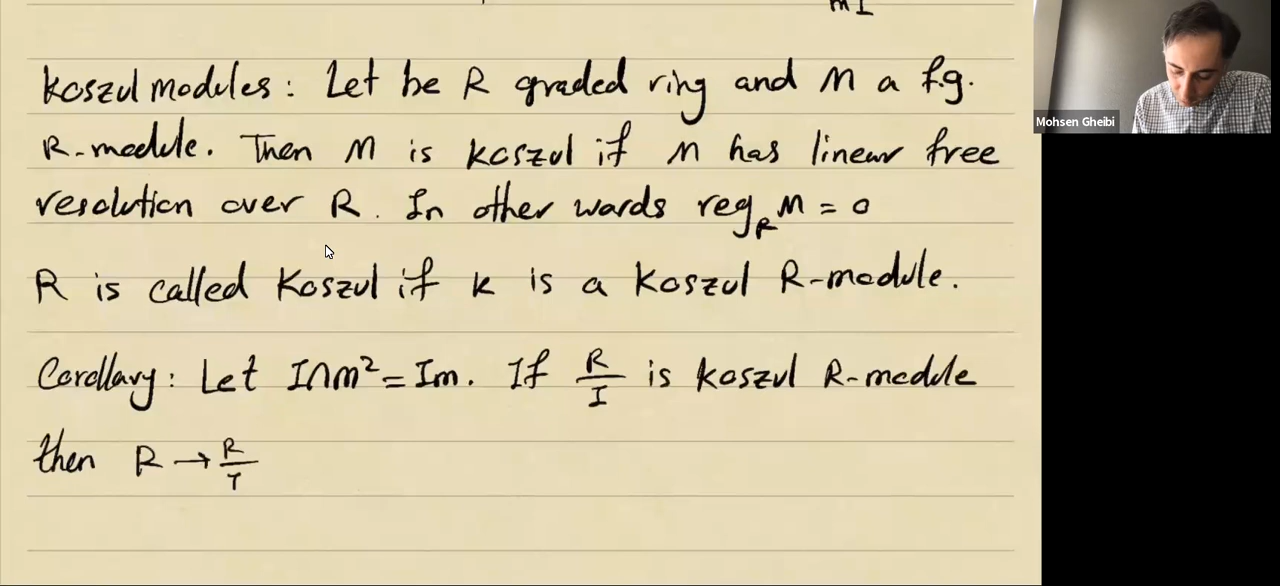 mI
Koszul modules : Let be R graded ring and M a f.g.
R-module. Then M is Koszul if M has linear free
resolution over R. In other words reg_R M = 0
R is called Koszul if k is a Koszul R-module.
Corollary : Let I∩m² = Im. If R/I is Koszul R-module
then R → R/I
Mohsen Gheibi